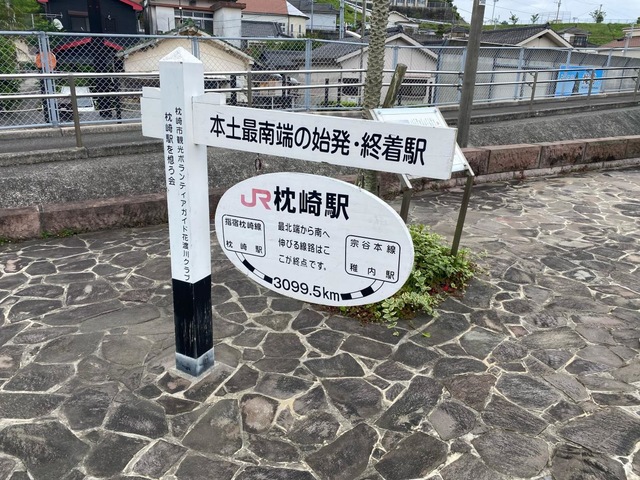 本土最南端の始発・終着駅
枕崎市観光ボランティアガイド花渡川クラブ
枕崎駅を想う会
JR枕崎駅
指宿枕崎線
枕崎駅
最北端から南へ
伸びる線路はこ
こが終点です。
宗谷本線
稚内駅
3099.5km